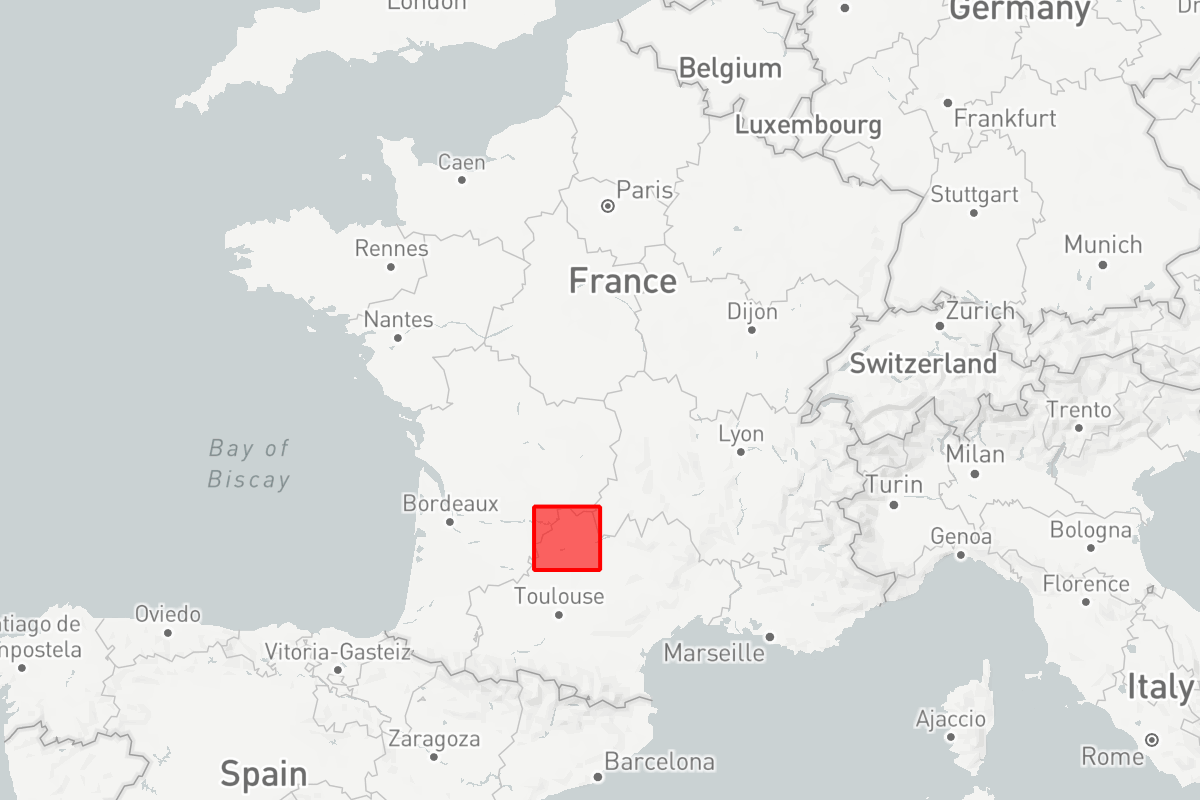 London
Germany
Dr
Belgium
Luxembourg
Frankfurt
Caen
Paris
Stuttgart
Rennes
Munich
France
Nantes
Dijon
Zurich
Switzerland
Trento
Bay of
Biscay
Lyon
Milan
Turin
Bordeaux
Bologna
Genoa
Florence
Toulouse
Oviedo
tiago de
npostela
Vitoria-Gasteiz
Marseille
Italy
Ajaccio
Zaragoza
Rome
Barcelona
Spain